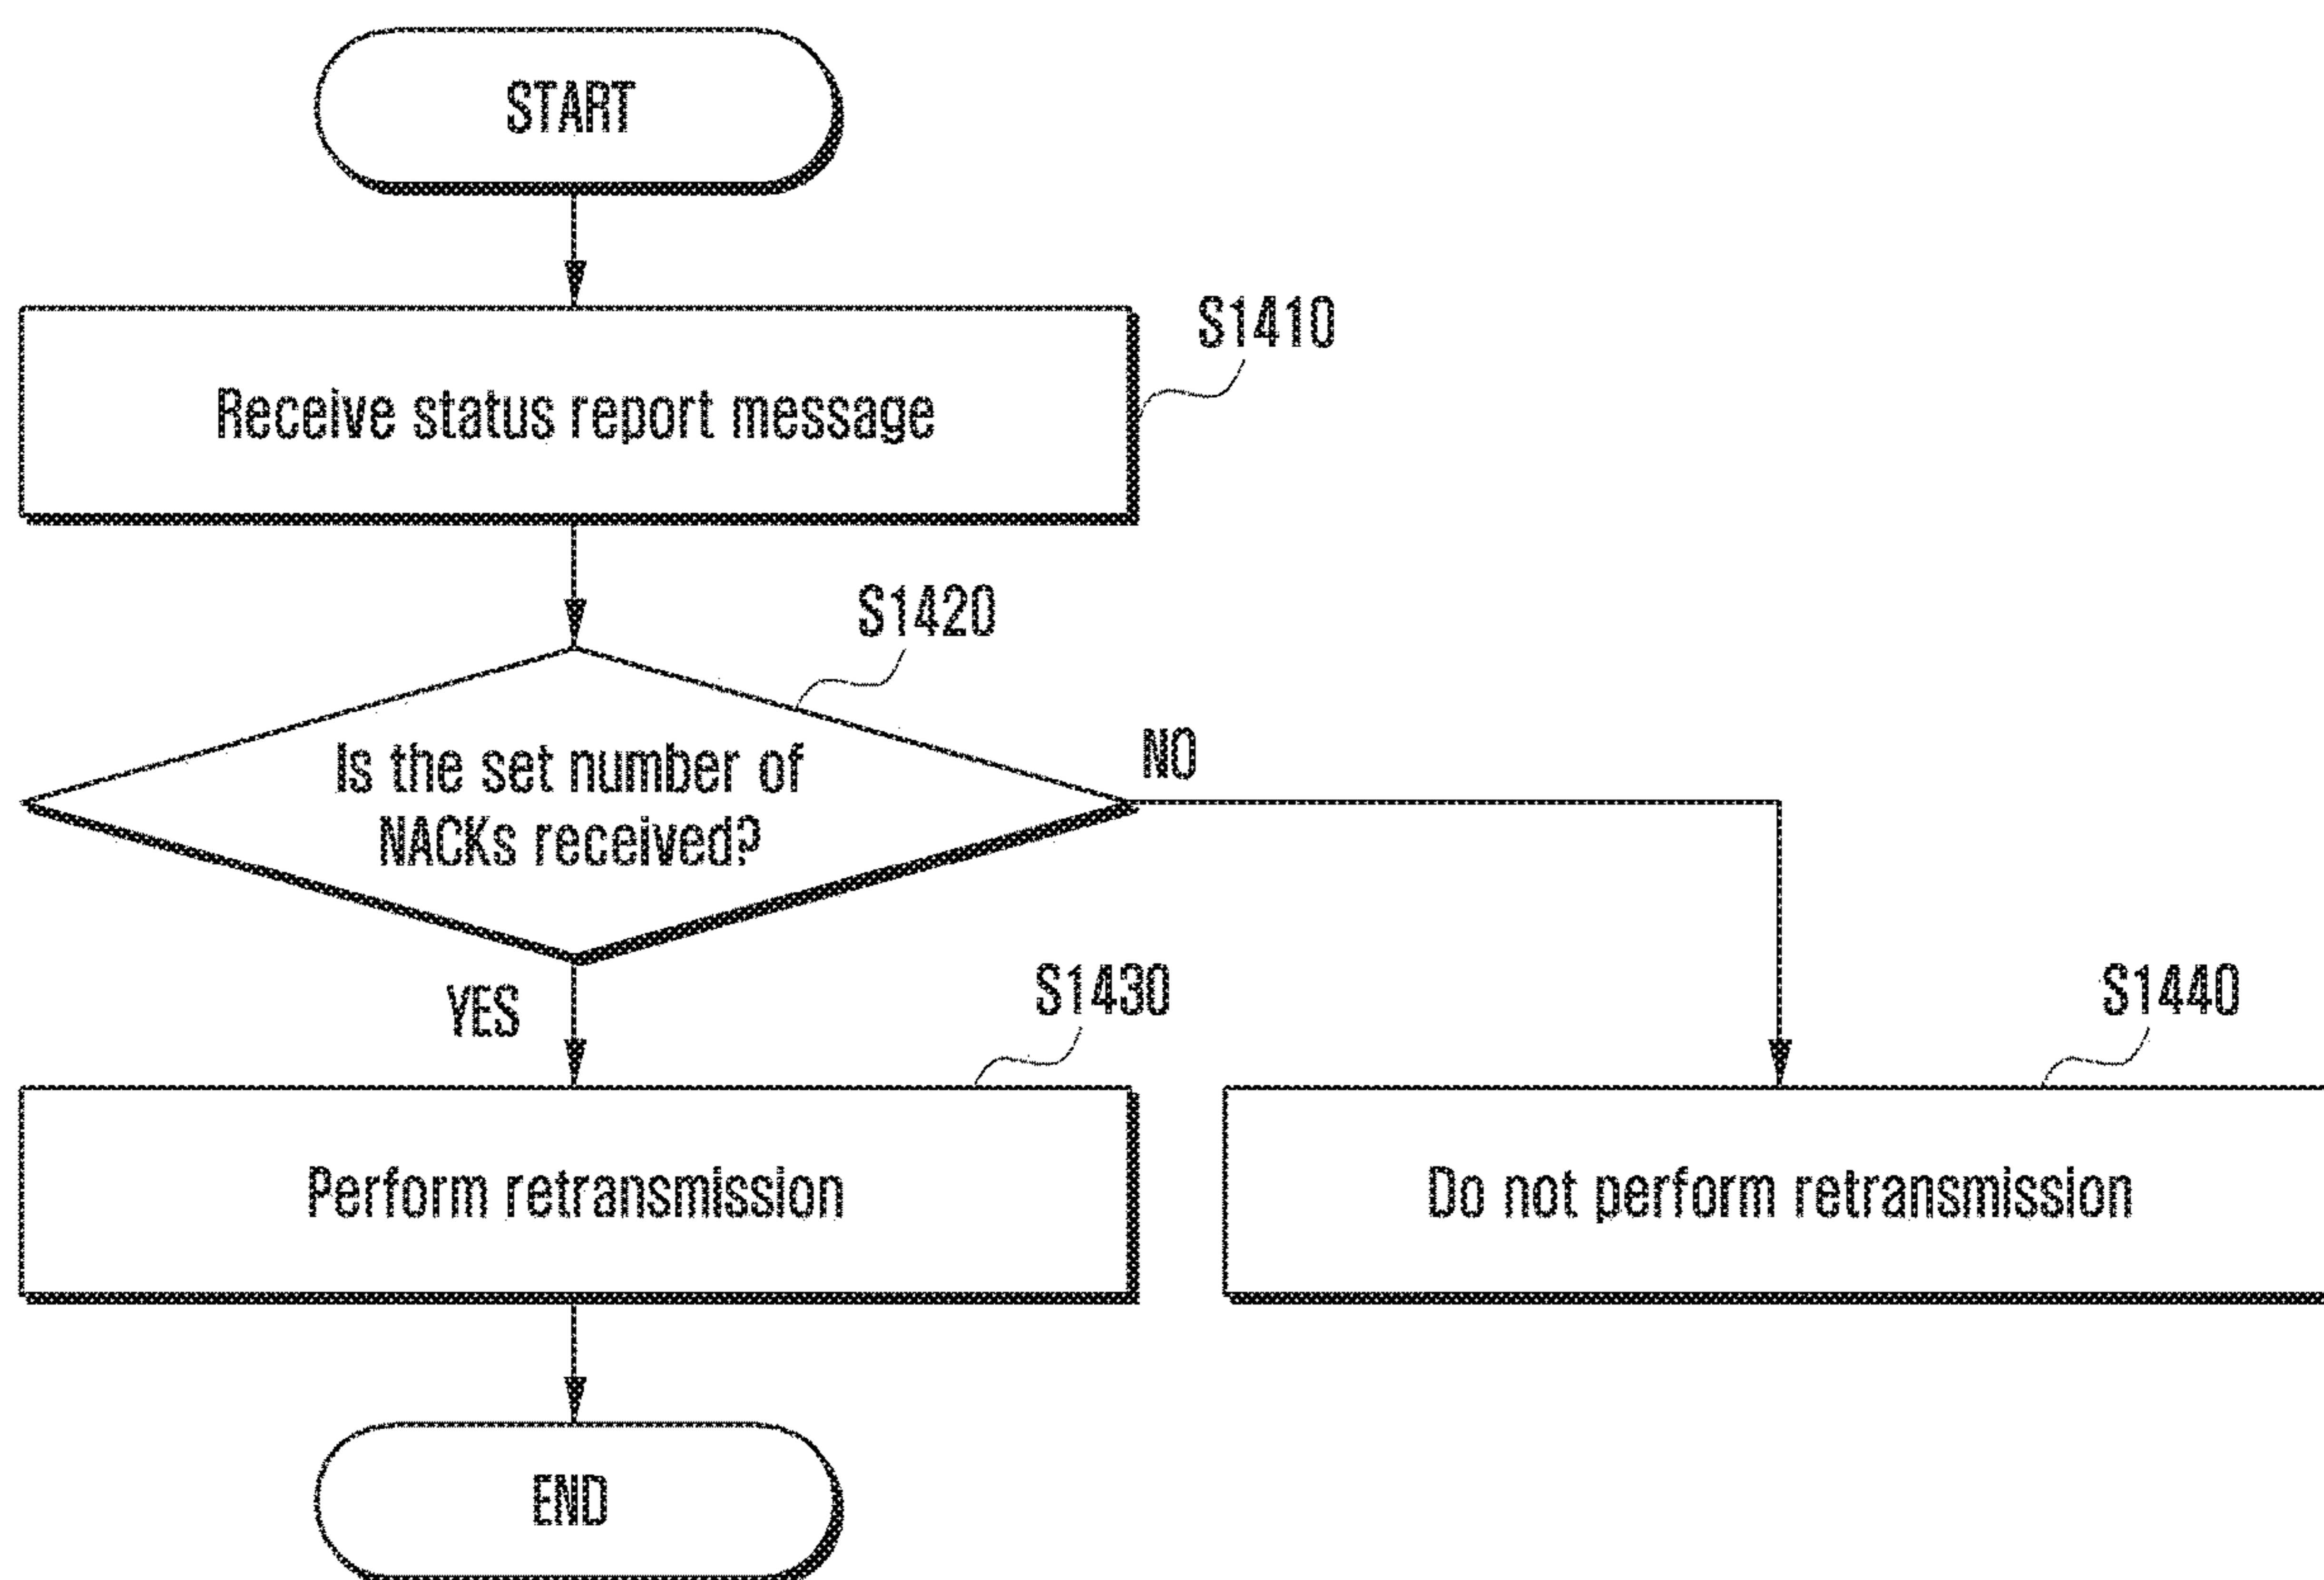 START
S1410
Receive status report message
S1420
Is the set number of
NACKs received?
NO
YES
S1430
S1440
Perform retransmission
Do not perform retransmission
END